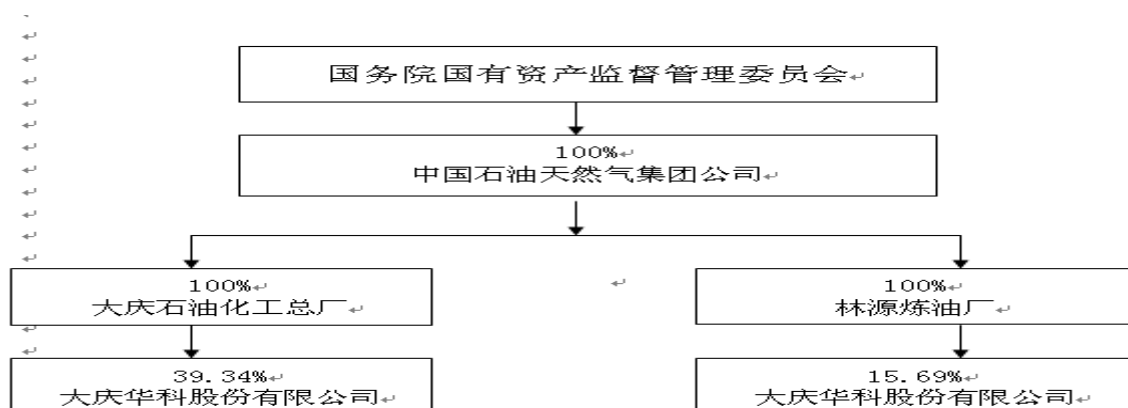 国务院国有资产监督管理委员会
100%
中国石油天然气集团公司
100%
大庆石油化工总厂
100%
林源炼油厂
39.34%
大庆华科股份有限公司
15.69%
大庆华科股份有限公司